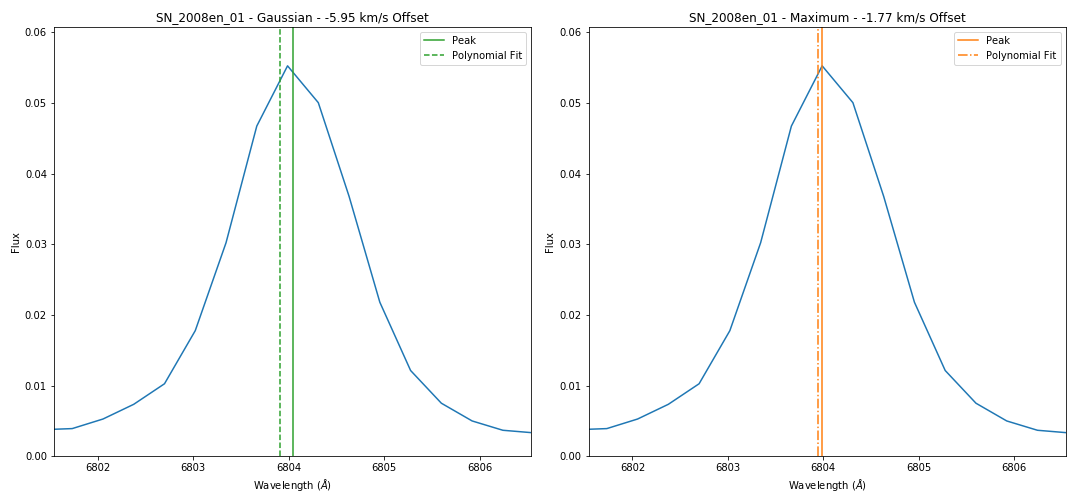 SN_2008en_01 - Gaussian - -5.95 km/s Offset
Peak
Polynomial Fit
0.06
0.05
0.04
0.03
0.02
0.01
0.00
Flux
6802 6803 6804 6805 6806
Wavelength (Å)
SN_2008en_01 - Maximum - -1.77 km/s Offset
Peak
Polynomial Fit
0.06
0.05
0.04
0.03
0.02
0.01
0.00
Flux
6802 6803 6804 6805 6806
Wavelength (Å)